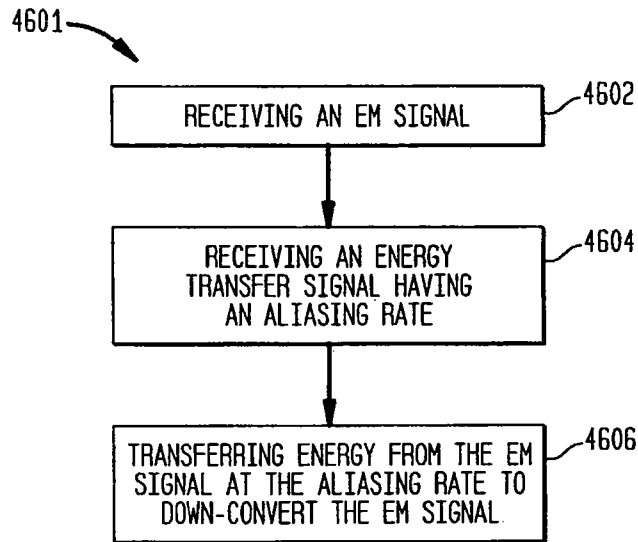 4601
RECEIVING AN EM SIGNAL
4602
RECEIVING AN ENERGY
TRANSFER SIGNAL HAVING
AN ALIASING RATE
4604
TRANSFERRING ENERGY FROM THE EM
SIGNAL AT THE ALIASING RATE TO
DOWN-CONVERT THE EM SIGNAL
4606